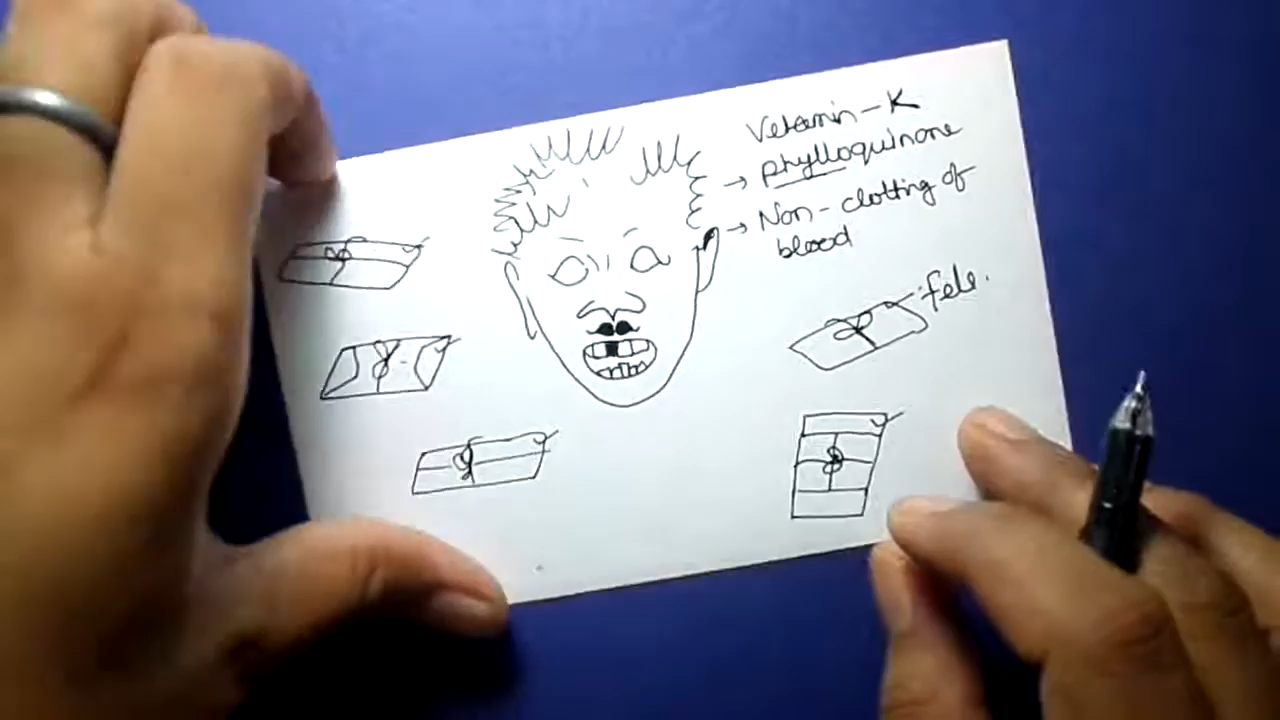 Vetamin-K
→ phylloquinone
→ Non-clotting of
blood
fele.